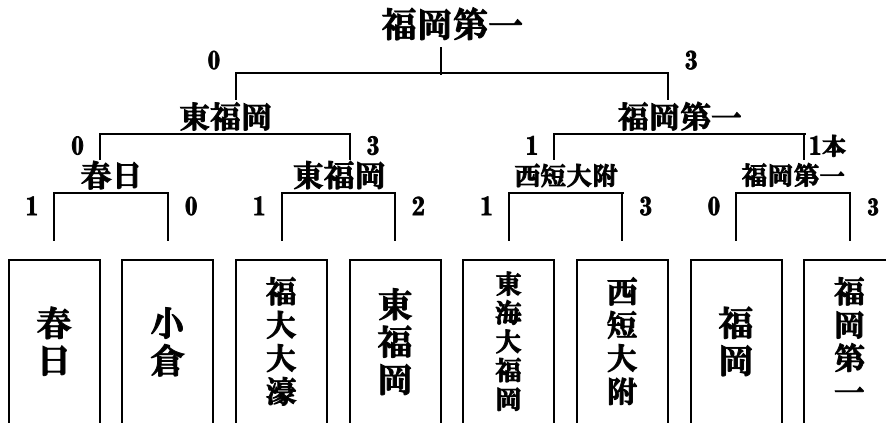 福岡第一
0 3
東福岡 福岡第一
0 3 1 1本
春日 東福岡 西短大附 福岡第一
1 0 1 2 1 3 0 3
春日
小倉
福大大濠
東福岡
東海大福岡
西短大附
福岡
福岡第一